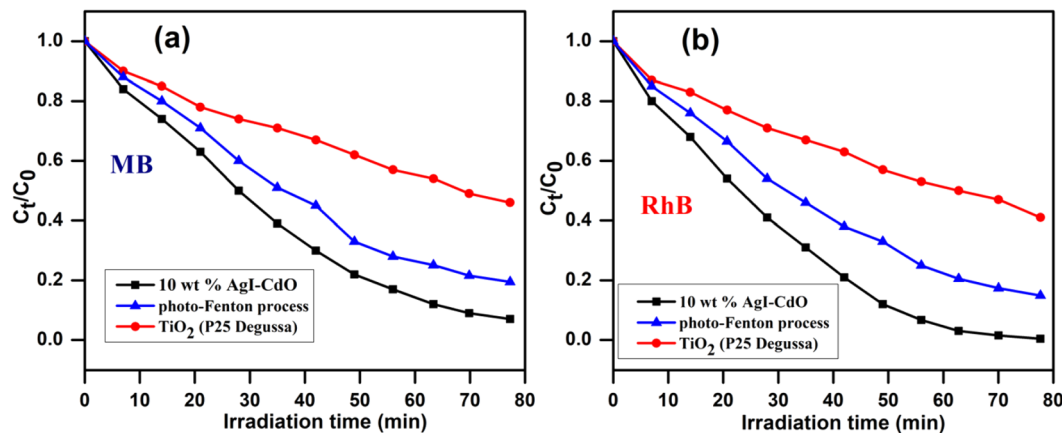 (a)
MB
Ct/C0
1.0
0.8
0.6
0.4
0.2
0.0
10 wt % AgI-CdO
photo-Fenton process
TiO2 (P25 Degussa)
0 10 20 30 40 50 60 70 80
Irradiation time (min)
(b)
RhB
Ct/C0
1.0
0.8
0.6
0.4
0.2
0.0
10 wt % AgI-CdO
photo-Fenton process
TiO2 (P25 Degussa)
0 10 20 30 40 50 60 70 80
Irradiation time (min)